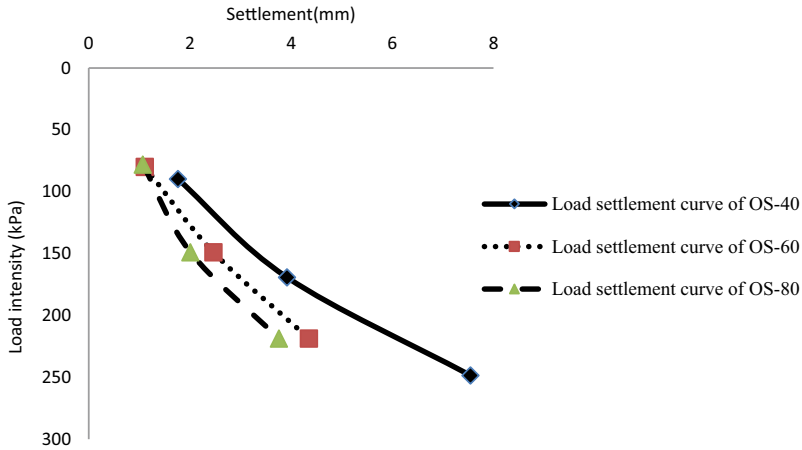 Settlement(mm)
0 2 4 6 8
0
50
100
150
200
250
300
Load intensity (kPa)
Load settlement curve of OS-40
Load settlement curve of OS-60
Load settlement curve of OS-80